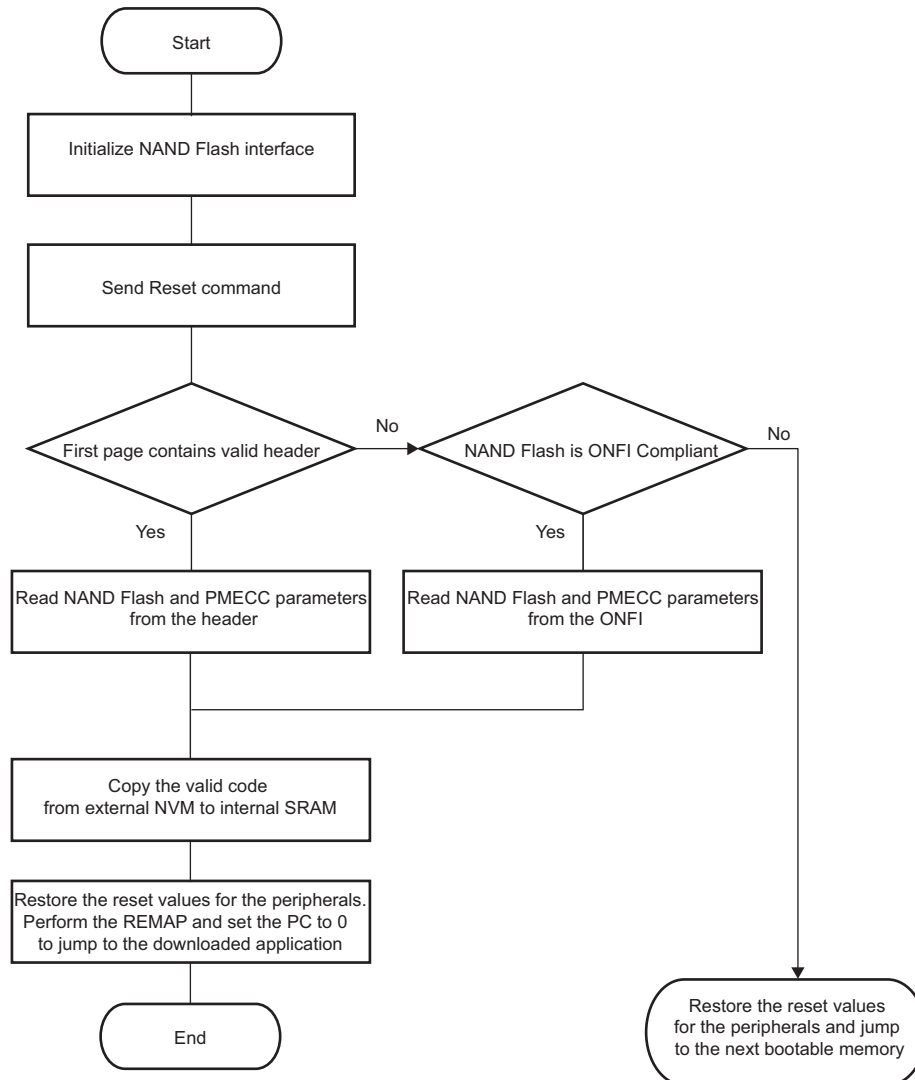 Start
Initialize NAND Flash interface
Send Reset command
First page contains valid header
No
NAND Flash is ONFI Compliant
No
Yes
Yes
Read NAND Flash and PMECC parameters
from the header
Read NAND Flash and PMECC parameters
from the ONFI
Copy the valid code
from external NVM to internal SRAM
Restore the reset values for the peripherals.
Perform the REMAP and set the PC to 0
to jump to the downloaded application
End
Restore the reset values
for the peripherals and jump
to the next bootable memory